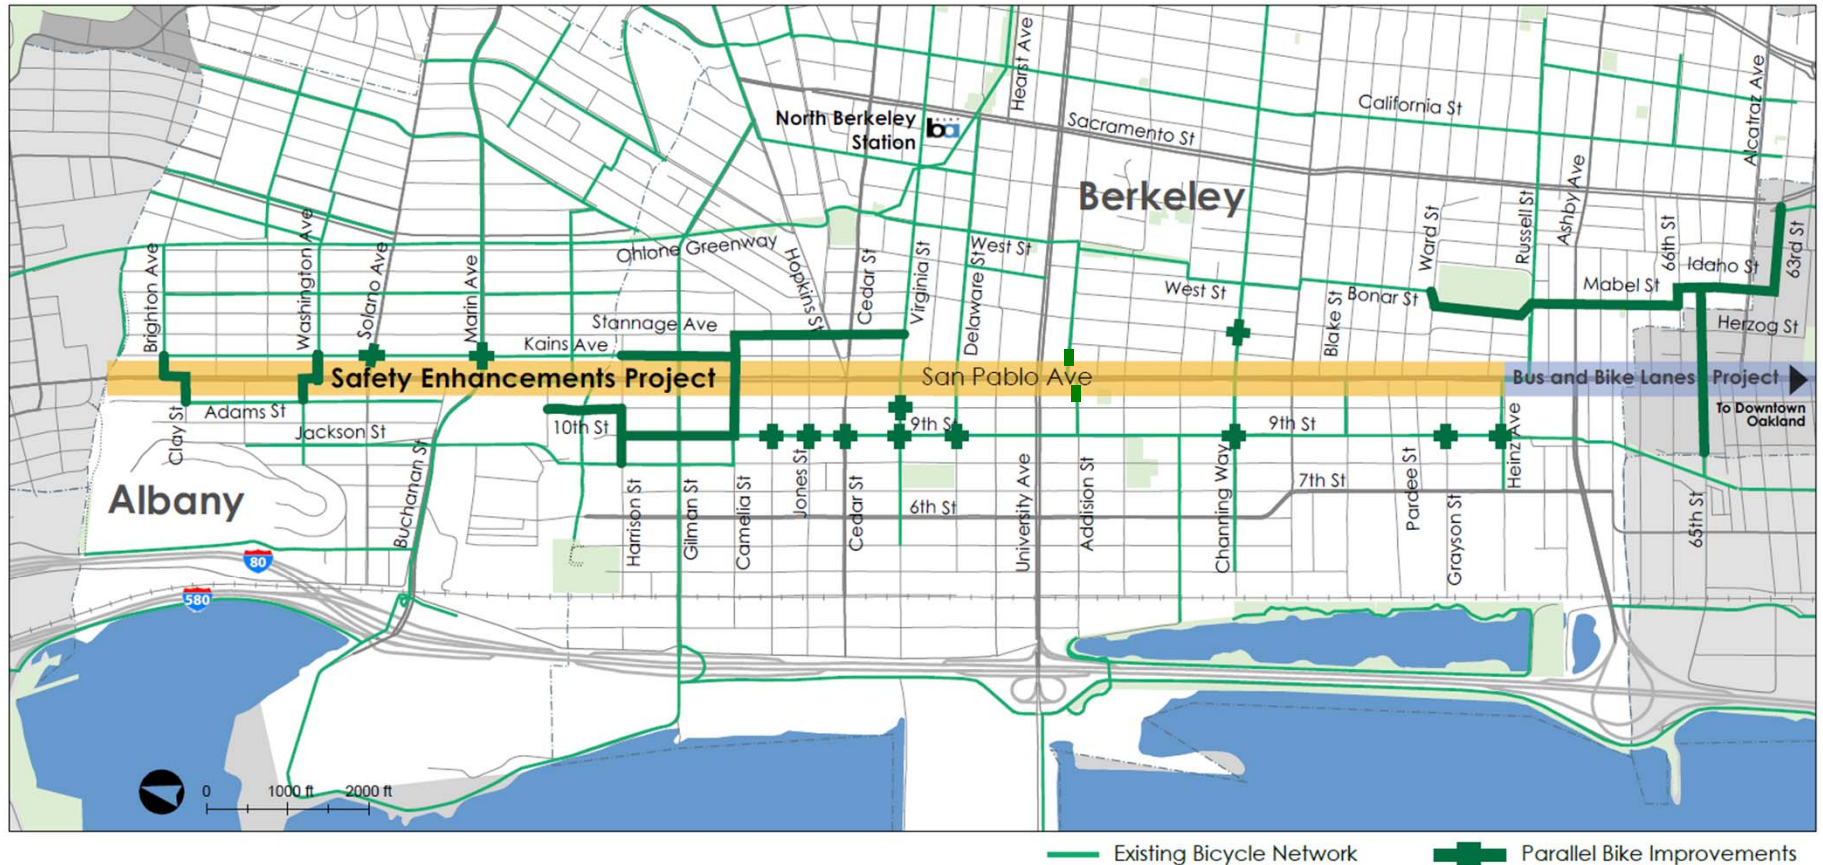 Hearst Ave
Alcatraz Ave
California St
North Berkeley
Station
ba
Sacramento St
Berkeley
Ashby Ave
Russell St
Ward St
66th St
63rd St
Brighton Ave
Washington Ave
Solano Ave
Marin Ave
Ohlone Greenway
Hopkins St
Cedar St
Virginia St
Delaware St
West St
Idaho St
Mabel St
West St
Blake St
Bonar St
Stannage Ave
Kains Ave
Herzog St
Safety Enhancements Project
San Pablo Ave
Bus and Bike Lanes Project
To Downtown
Oakland
Clay St
Adams St
Jackson St
10th St
9th St
9th St
Heinz Ave
Buchanan St
Albany
Harrison St
Gilman St
Camelia St
Jones St
Cedar St
6th St
University Ave
Addision St
Channing Way
7th St
Pardee St
Grayson St
65th St
80
580
0
1000 ft
2000 ft
Existing Bicycle Network
Parallel Bike Improvements